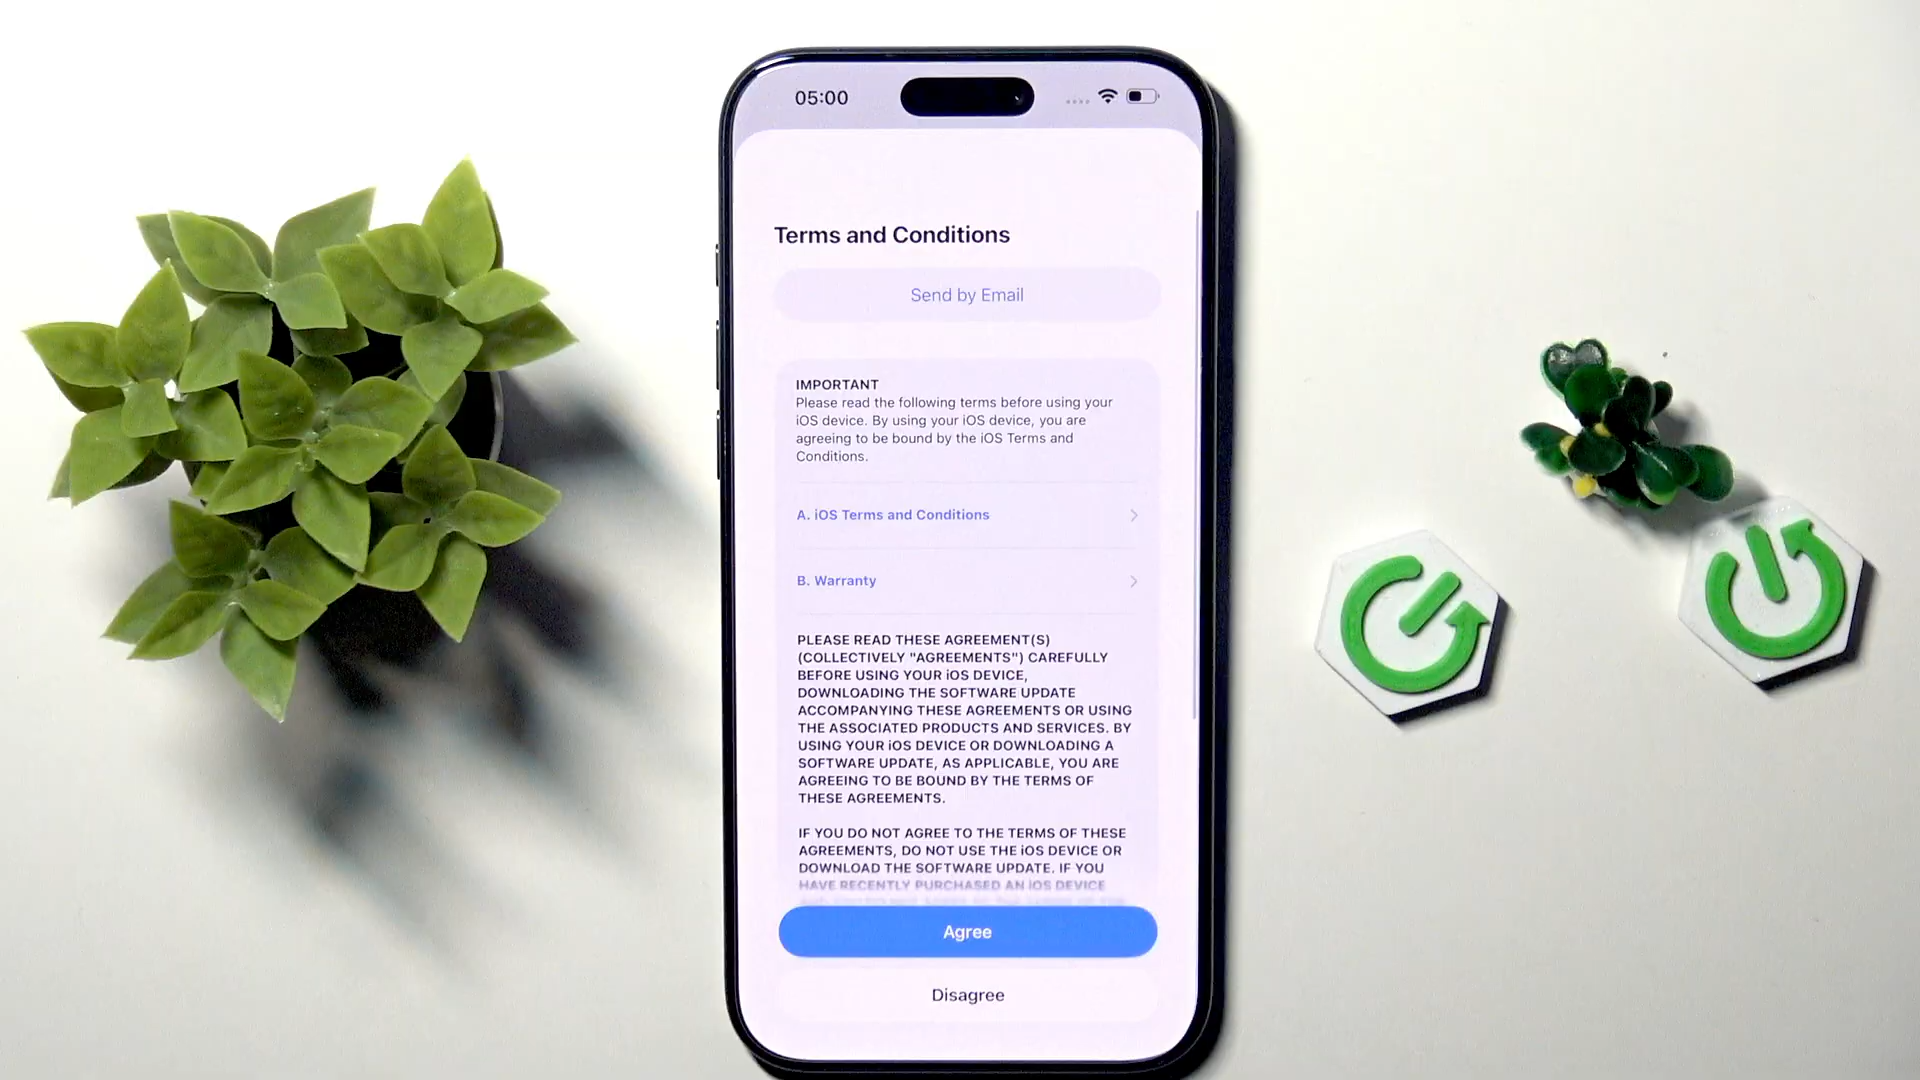 05:00
Terms and Conditions
Send by Email
IMPORTANT
Please read the following terms before using your
iOS device. By using your iOS device, you are
agreeing to be bound by the iOS Terms and
Conditions.
A. iOS Terms and Conditions
B. Warranty
PLEASE READ THESE AGREEMENT(S)
(COLLECTIVELY "AGREEMENTS") CAREFULLY
BEFORE USING YOUR iOS DEVICE,
DOWNLOADING THE SOFTWARE UPDATE
ACCOMPANYING THESE AGREEMENTS OR USING
THE ASSOCIATED PRODUCTS AND SERVICES. BY
USING YOUR iOS DEVICE OR DOWNLOADING A
SOFTWARE UPDATE, AS APPLICABLE, YOU ARE
AGREEING TO BE BOUND BY THE TERMS OF
THESE AGREEMENTS.
IF YOU DO NOT AGREE TO THE TERMS OF THESE
AGREEMENTS, DO NOT USE THE iOS DEVICE OR
DOWNLOAD THE SOFTWARE UPDATE. IF YOU
HAVE RECENTLY PURCHASED AN iOS DEVICE
Agree
Disagree